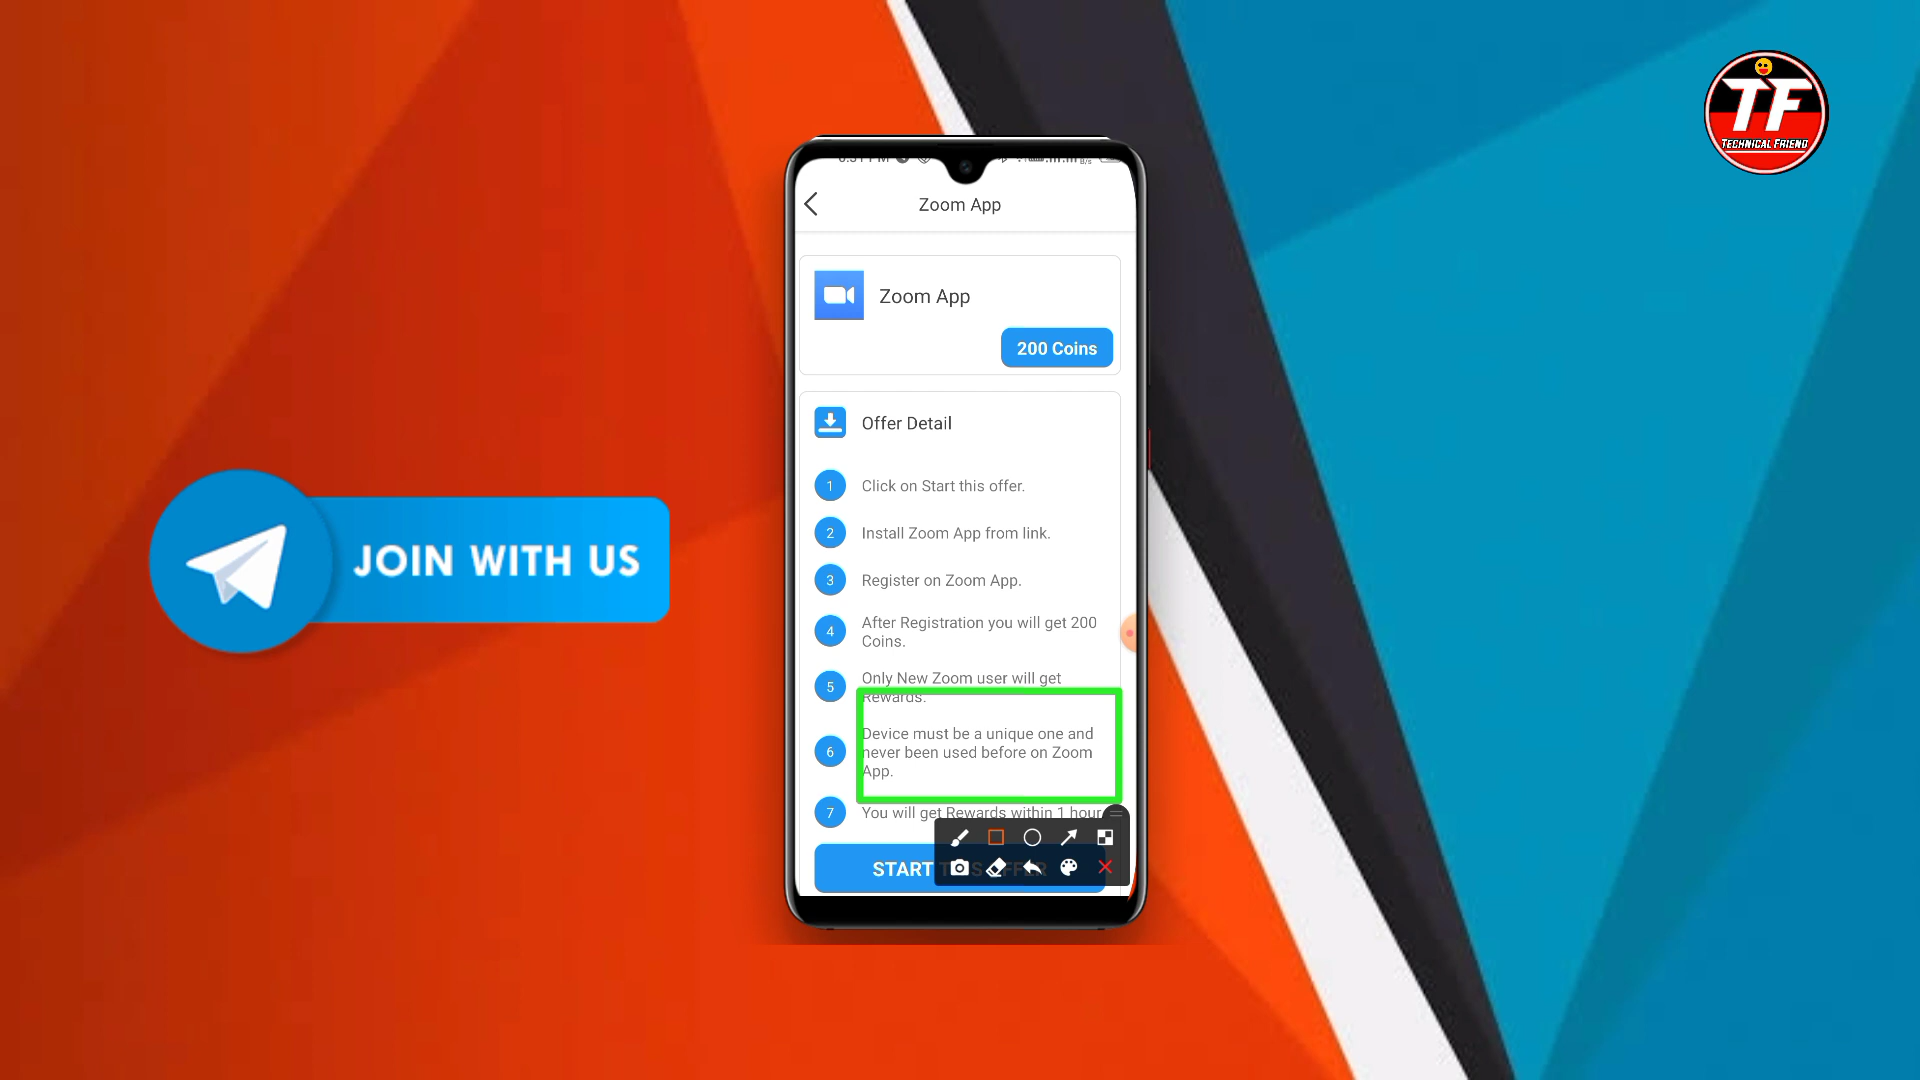 TF
TECHNICAL FRIEND
B/s
Zoom App
Zoom App
200 Coins
Offer Detail
1 Click on Start this offer.
2 Install Zoom App from link.
3 Register on Zoom App.
4 After Registration you will get 200
Coins.
5 Only New Zoom user will get
Rewards.
6 Device must be a unique one and
never been used before on Zoom
App.
7 You will get Rewards within 1 hour
START
JOIN WITH US